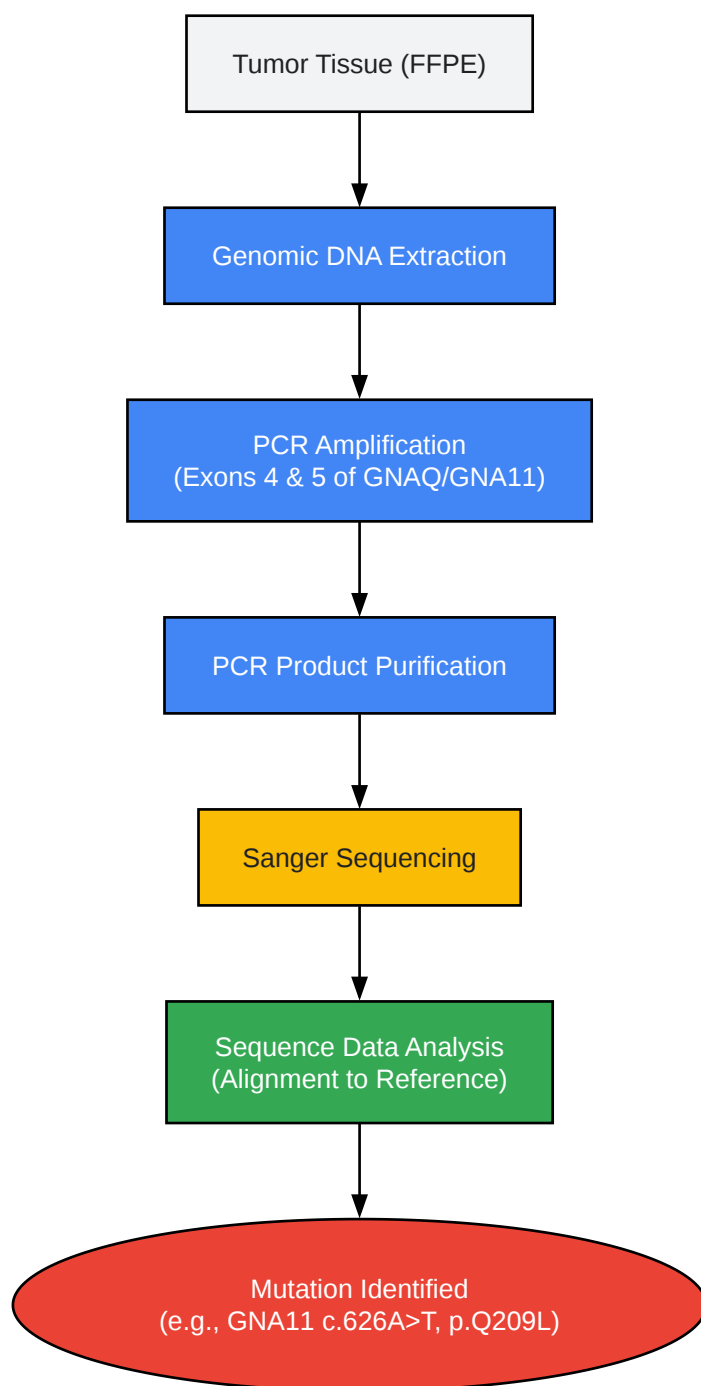 Tumor Tissue (FFPE)
Genomic DNA Extraction
PCR Amplification
(Exons 4 & 5 of GNAQ/GNA11)
PCR Product Purification
Sanger Sequencing
Sequence Data Analysis
(Alignment to Reference)
Mutation Identified
(e.g., GNA11 c.626A>T, p.Q209L)